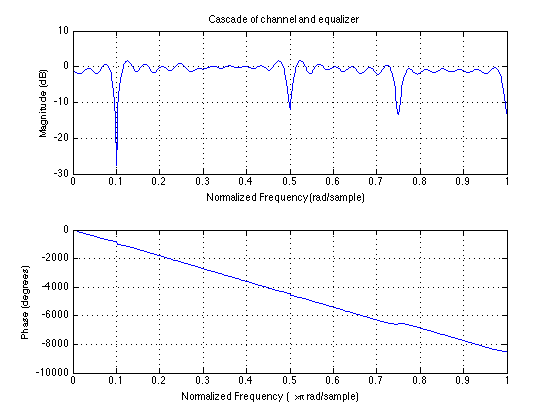 Cascade of channel and equalizer
Magnitude (dB)
10
0
-10
-20
-30
0 0.1 0.2 0.3 0.4 0.5 0.6 0.7 0.8 0.9 1
Normalized Frequency(rad/sample)
Phase (degrees)
0
-2000
-4000
-6000
-8000
-10000
0 0.1 0.2 0.3 0.4 0.5 0.6 0.7 0.8 0.9 1
Normalized Frequency ( ×π rad/sample)